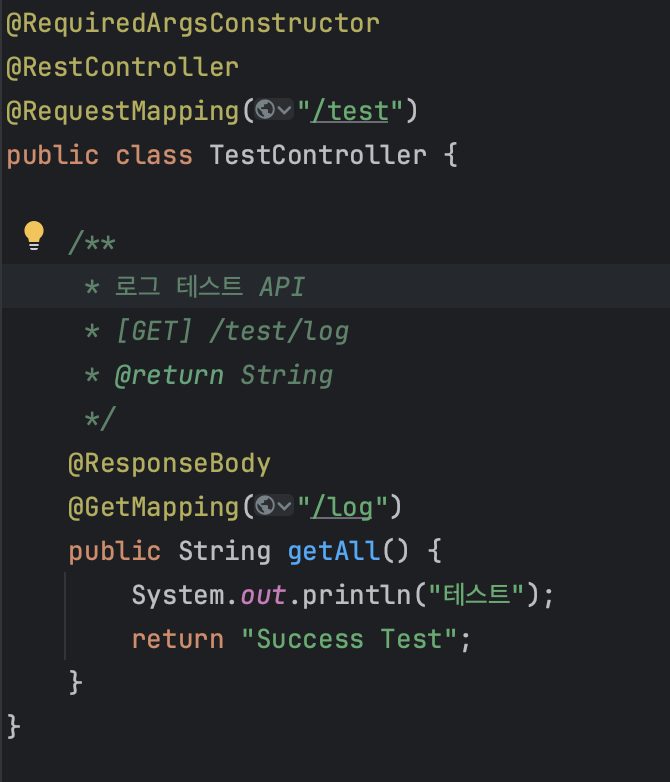 @RequiredArgsConstructor
@RestController
@RequestMapping("/test")
public class TestController {
/**
* 로그 테스트 API
* [GET] /test/log
* @return String
*/
@ResponseBody
@GetMapping("/log")
public String getAll() {
System.out.println("테스트");
return "Success Test";
}
}